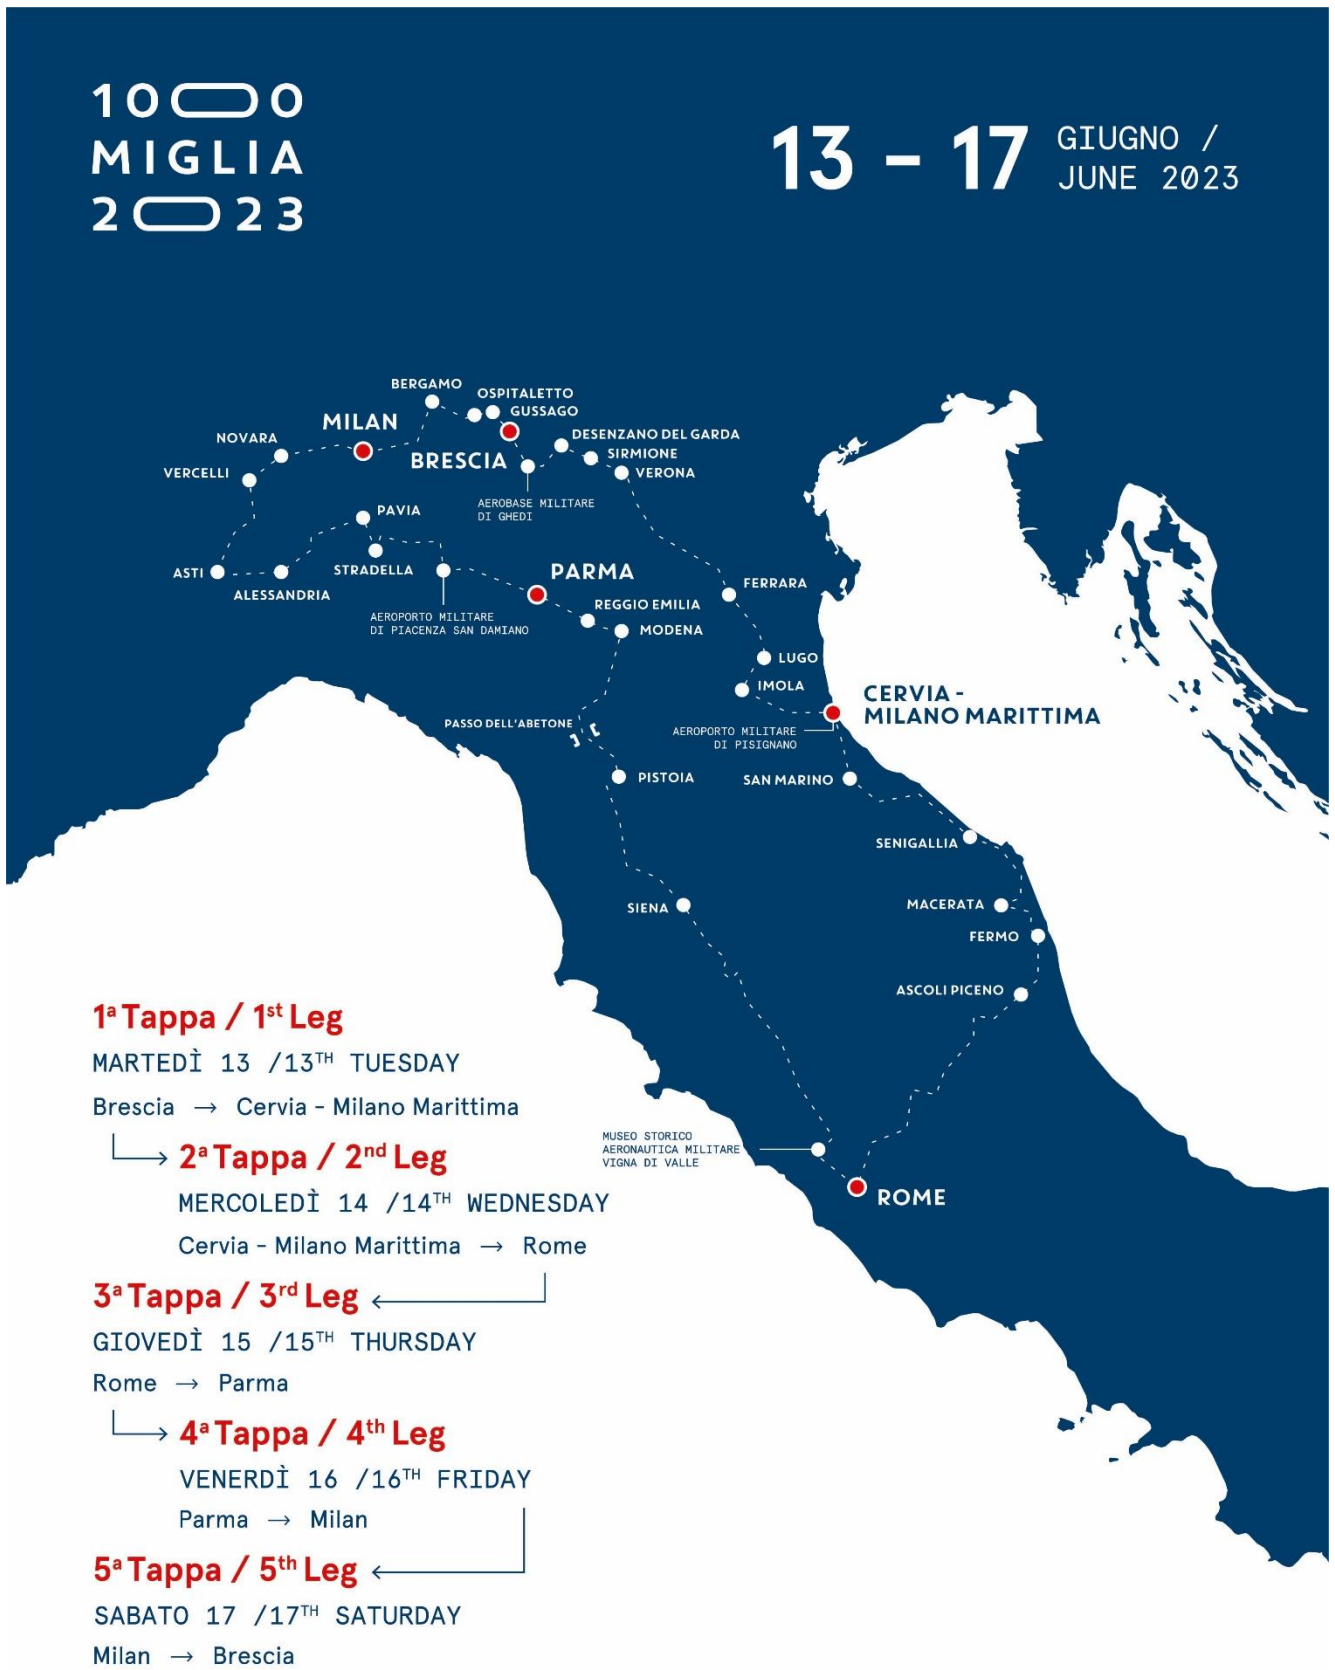 1000
MIGLIA
2023
13 – 17
GIUGNO /
JUNE 2023
BERGAMO
OSPITALETTO
GUSSAGO
MILAN
NOVARA
DESENZANO DEL GARDA
SIRMIONE
BRESCIA
VERCELLI
VERONA
AEROBASE MILITARE
DI GHEDI
PAVIA
ASTI
STRADELLA
PARMA
ALESSANDRIA
FERRARA
REGGIO EMILIA
AEROPORTO MILITARE
DI PIACENZA SAN DAMIANO
MODENA
LUGO
IMOLA
CERVIA -
MILANO MARITTIMA
PASSO DELL'ABETONE
AEROPORTO MILITARE
DI PISIGNANO
PISTOIA
SAN MARINO
SENIGALLIA
SIENA
MACERATA
FERMO
ASCOLI PICENO
MUSEO STORICO
AERONAUTICA MILITARE
VIGNA DI VALLE
ROME
1ª Tappa / 1st Leg
MARTEDÌ 13 /13TH TUESDAY
Brescia → Cervia - Milano Marittima
2ª Tappa / 2nd Leg
MERCOLEDÌ 14 /14TH WEDNESDAY
Cervia - Milano Marittima → Rome
3ª Tappa / 3rd Leg
GIOVEDÌ 15 /15TH THURSDAY
Rome → Parma
4ª Tappa / 4th Leg
VENERDÌ 16 /16TH FRIDAY
Parma → Milan
5ª Tappa / 5th Leg
SABATO 17 /17TH SATURDAY
Milan → Brescia